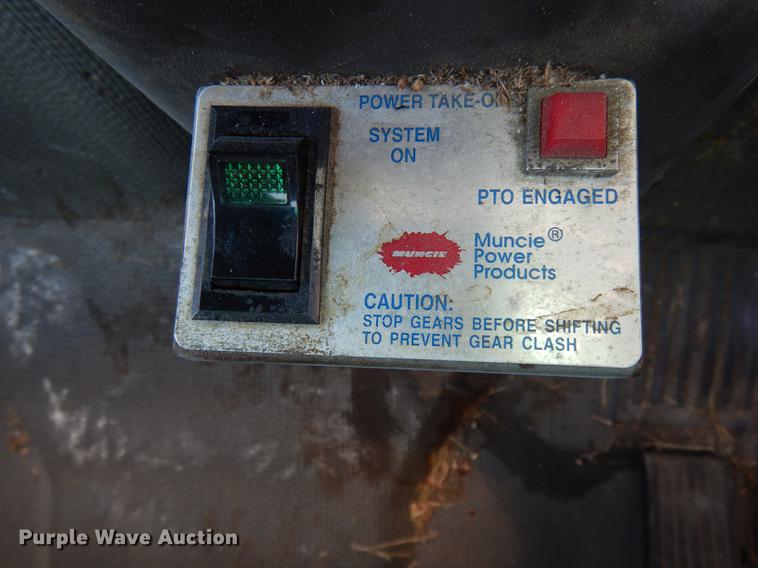 POWER TAKE-O
SYSTEM
ON
PTO ENGAGED
MUNCIE
Muncie®
Power
Products
CAUTION:
STOP GEARS BEFORE SHIFTING
TO PREVENT GEAR CLASH
Purple Wave Auction